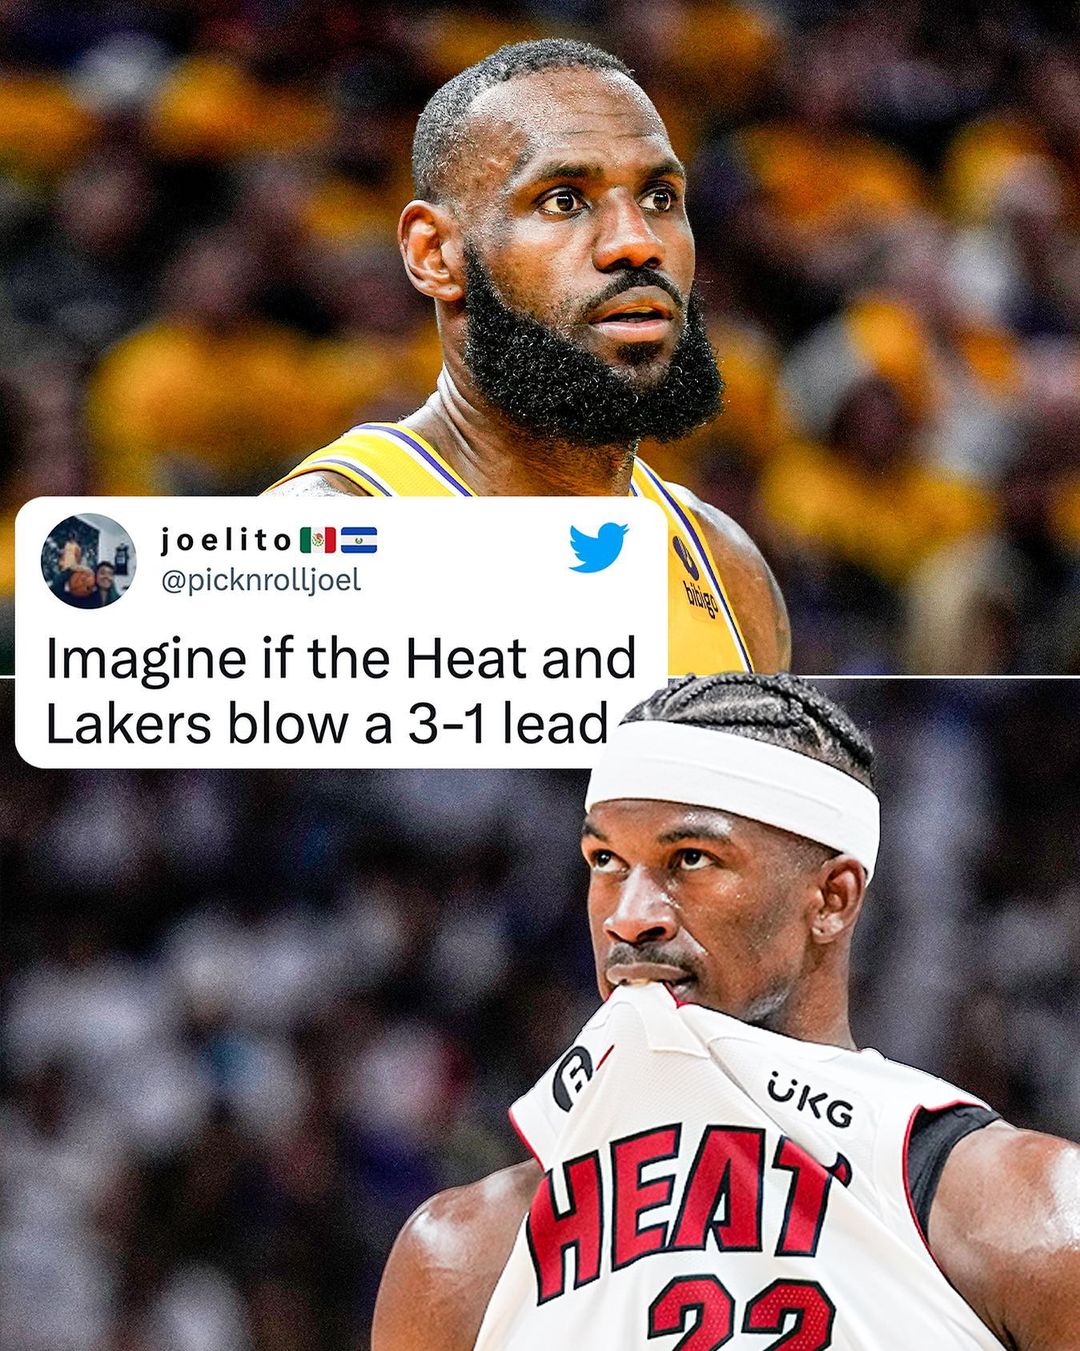 joelito🇲🇽🇸🇻
@picknrolljoel
Imagine if the Heat and
Lakers blow a 3-1 lead
bibigo
UKG
HEAT
22